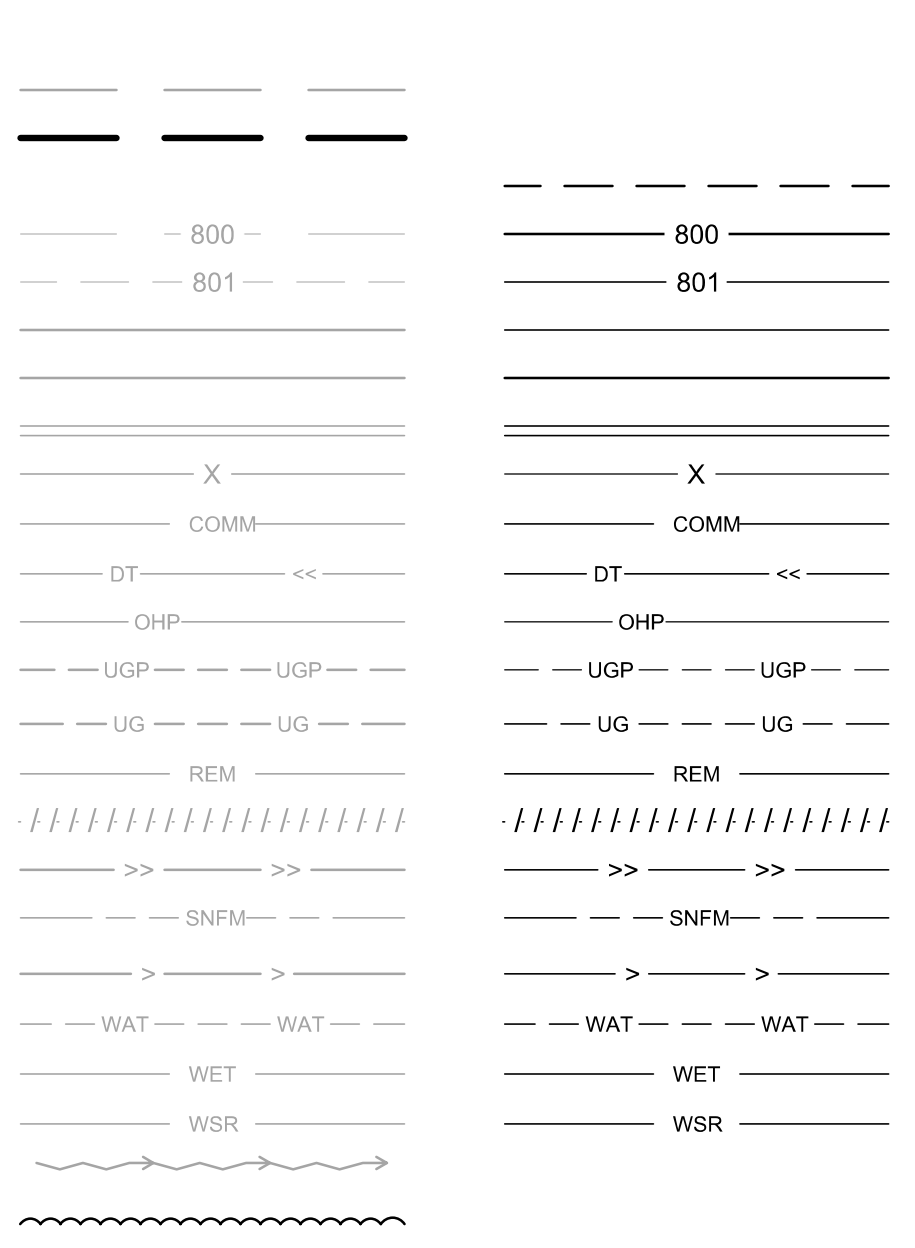 800 800
801 801
X X
COMM COMM
DT << DT <<
OHP OHP
UGP UGP UGP UGP
UG UG UG UG
REM REM
>> >> >> >>
SNFM SNFM
> > > >
WAT WAT WAT WAT
WET WET
WSR WSR